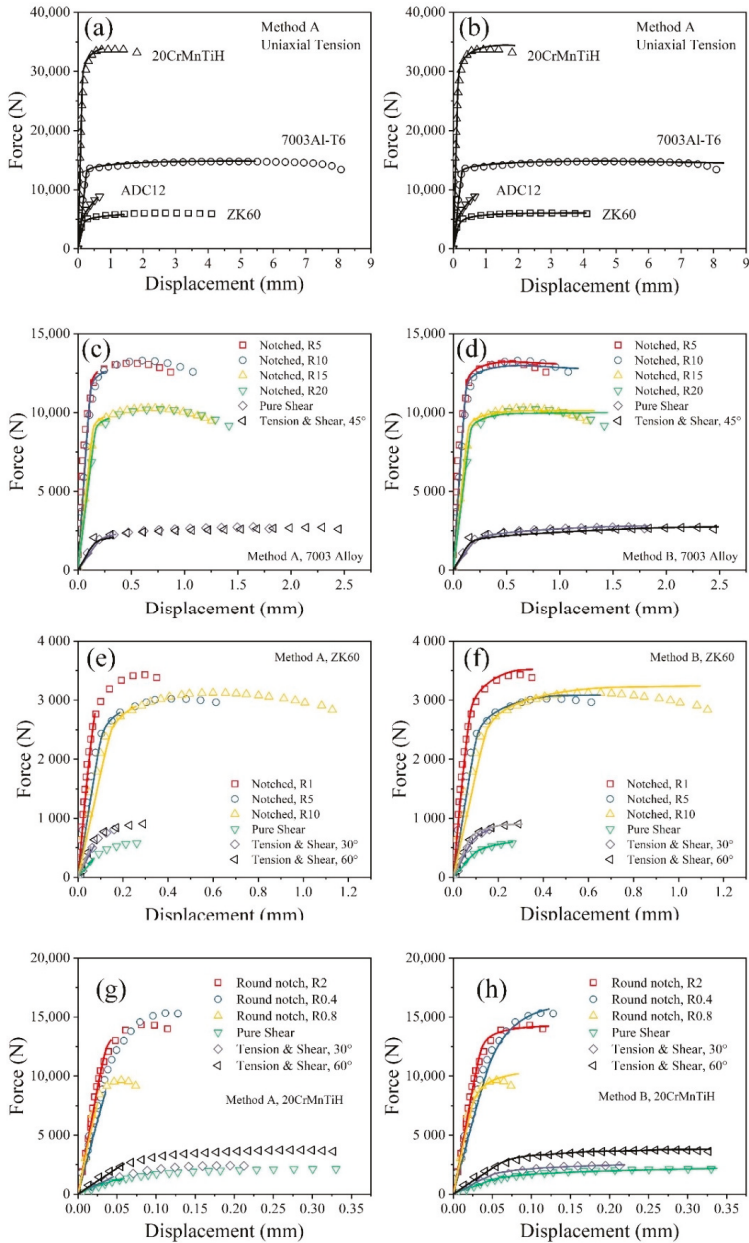 (a)
Method A
Uniaxial Tension
40,000
30,000
20,000
10,000
0
Force (N)
20CrMnTiH
7003Al-T6
ADC12
ZK60
0 1 2 3 4 5 6 7 8 9
Displacement (mm)
(b)
Method A
Uniaxial Tension
40,000
30,000
20,000
10,000
0
Force (N)
20CrMnTiH
7003Al-T6
ADC12
ZK60
0 1 2 3 4 5 6 7 8 9
Displacement (mm)
(c)
15,000
10,000
5 000
0
Force (N)
Notched, R5
Notched, R10
Notched, R15
Notched, R20
Pure Shear
Tension & Shear, 45°
Method A, 7003 Alloy
0.0 0.5 1.0 1.5 2.0 2.5
Displacement (mm)
(d)
15,000
10,000
5 000
0
Force (N)
Notched, R5
Notched, R10
Notched, R15
Notched, R20
Pure Shear
Tension & Shear, 45°
Method B, 7003 Alloy
0.0 0.5 1.0 1.5 2.0 2.5
Displacement (mm)
(e)
Method A, ZK60
4 000
3 000
2 000
1 000
0
Force (N)
Notched, R1
Notched, R5
Notched, R10
Pure Shear
Tension & Shear, 30°
Tension & Shear, 60°
0.0 0.2 0.4 0.6 0.8 1.0 1.2
Displacement (mm)
(f)
Method B, ZK60
4 000
3 000
2 000
1 000
0
Force (N)
Notched, R1
Notched, R5
Notched, R10
Pure Shear
Tension & Shear, 30°
Tension & Shear, 60°
0.0 0.2 0.4 0.6 0.8 1.0 1.2
Displacement (mm)
(g)
20,000
15,000
10,000
5 000
0
Force (N)
Round notch, R2
Round notch, R0.4
Round notch, R0.8
Pure Shear
Tension & Shear, 30°
Tension & Shear, 60°
Method A, 20CrMnTiH
0.00 0.05 0.10 0.15 0.20 0.25 0.30 0.35
Displacement (mm)
(h)
20,000
15,000
10,000
5 000
0
Force (N)
Round notch, R2
Round notch, R0.4
Round notch, R0.8
Pure Shear
Tension & Shear, 30°
Tension & Shear, 60°
Method B, 20CrMnTiH
0.00 0.05 0.10 0.15 0.20 0.25 0.30 0.35
Displacement (mm)